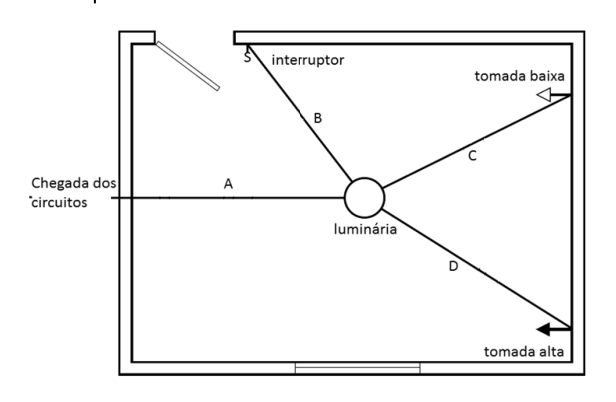 S
interruptor
tomada baixa
B
C
Chegada dos
circuitos
A
luminária
D
tomada alta